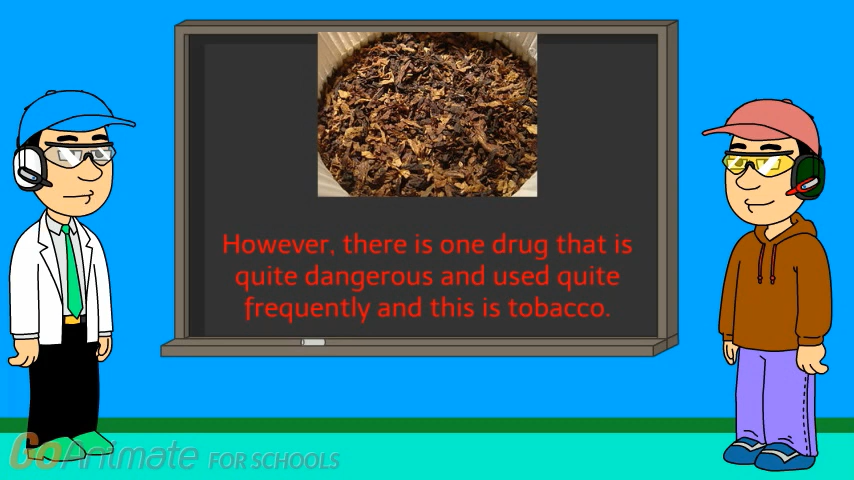 However, there is one drug that is
quite dangerous and used quite
frequently and this is tobacco.
GoAnimate FOR SCHOOLS